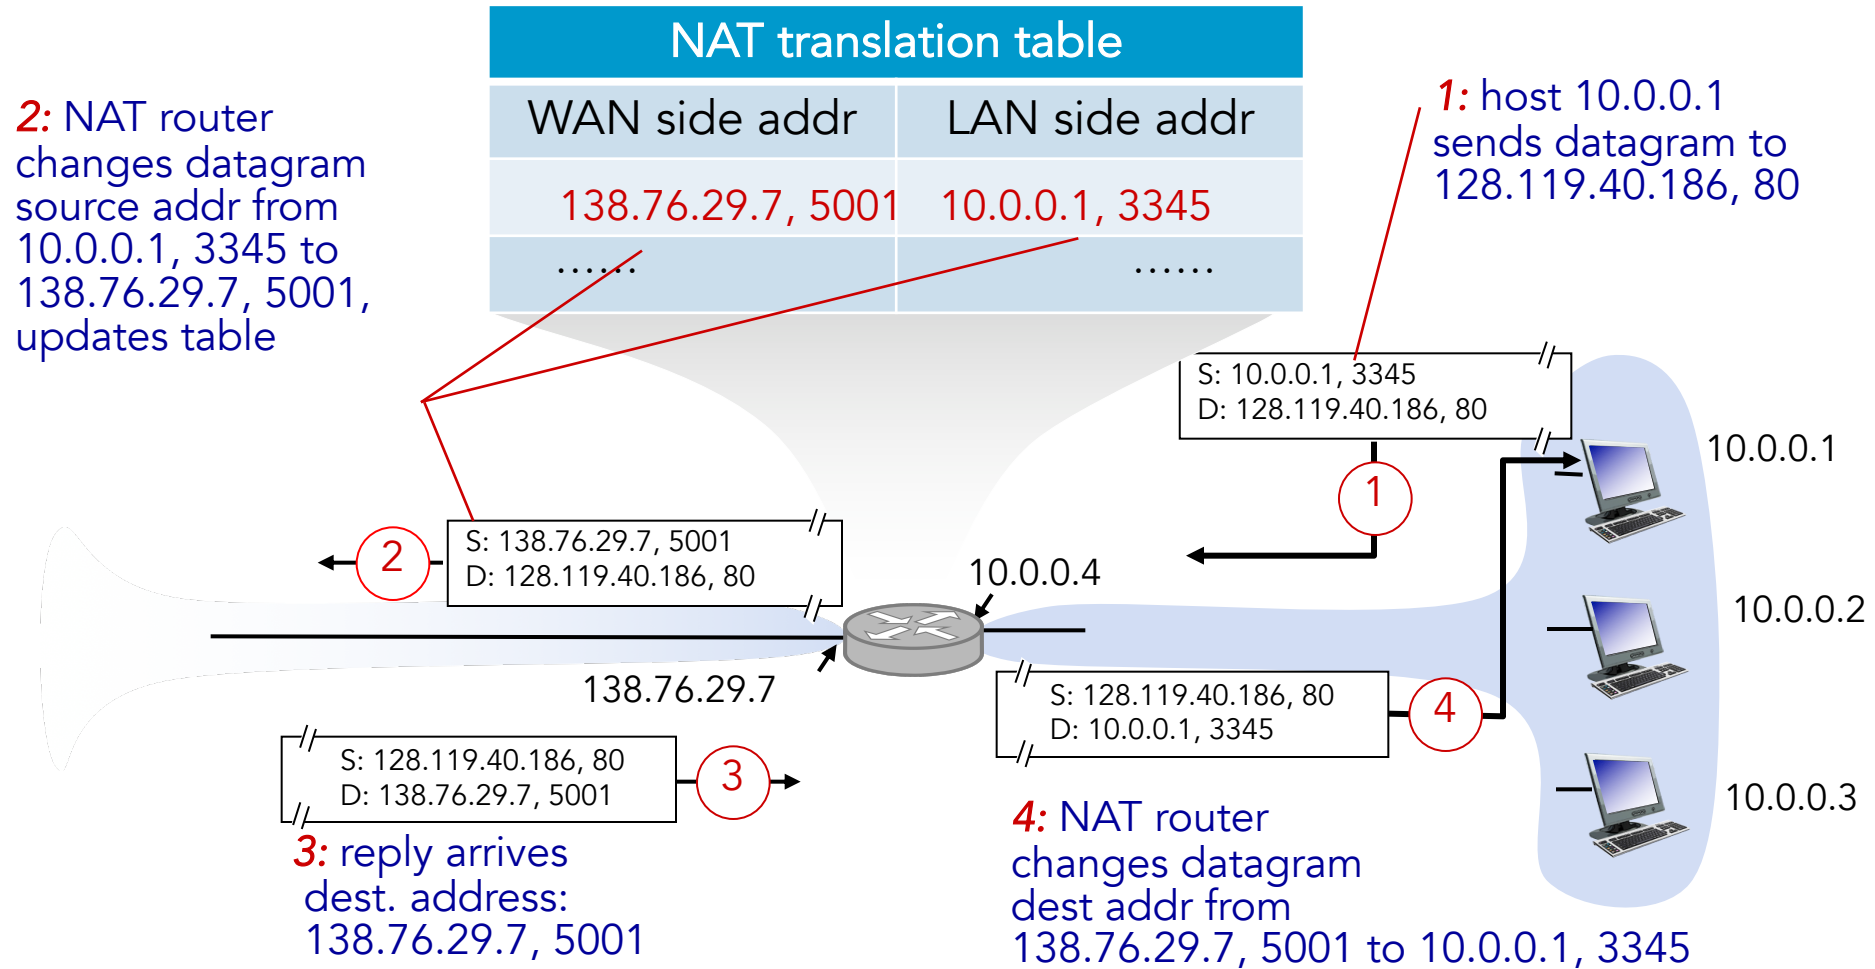 NAT translation table
WAN side addr LAN side addr
138.76.29.7, 5001 10.0.0.1, 3345
...... ......
2: NAT router
changes datagram
source addr from
10.0.0.1, 3345 to
138.76.29.7, 5001,
updates table
1: host 10.0.0.1
sends datagram to
128.119.40.186, 80
S: 10.0.0.1, 3345
D: 128.119.40.186, 80
1
10.0.0.1
2
S: 138.76.29.7, 5001
D: 128.119.40.186, 80
10.0.0.4
10.0.0.2
138.76.29.7
S: 128.119.40.186, 80
D: 10.0.0.1, 3345
4
S: 128.119.40.186, 80
D: 138.76.29.7, 5001
3
10.0.0.3
3: reply arrives
dest. address:
138.76.29.7, 5001
4: NAT router
changes datagram
dest addr from
138.76.29.7, 5001 to 10.0.0.1, 3345